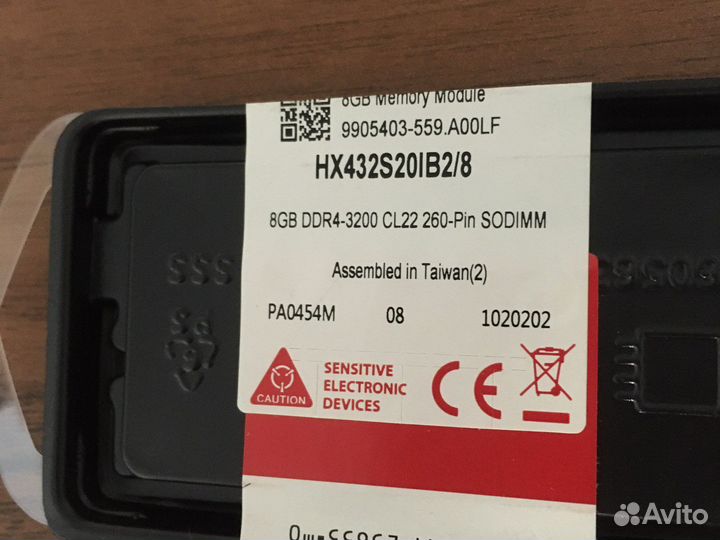 8GB Memory Module
9905403-559.A00LF
HX432S20IB2/8
8GB DDR4-3200 CL22 260-Pin SODIMM
Assembled in Taiwan(2)
PA0454M 08 1020202
CAUTION
SENSITIVE
ELECTRONIC
DEVICES
CE
PS
Avito